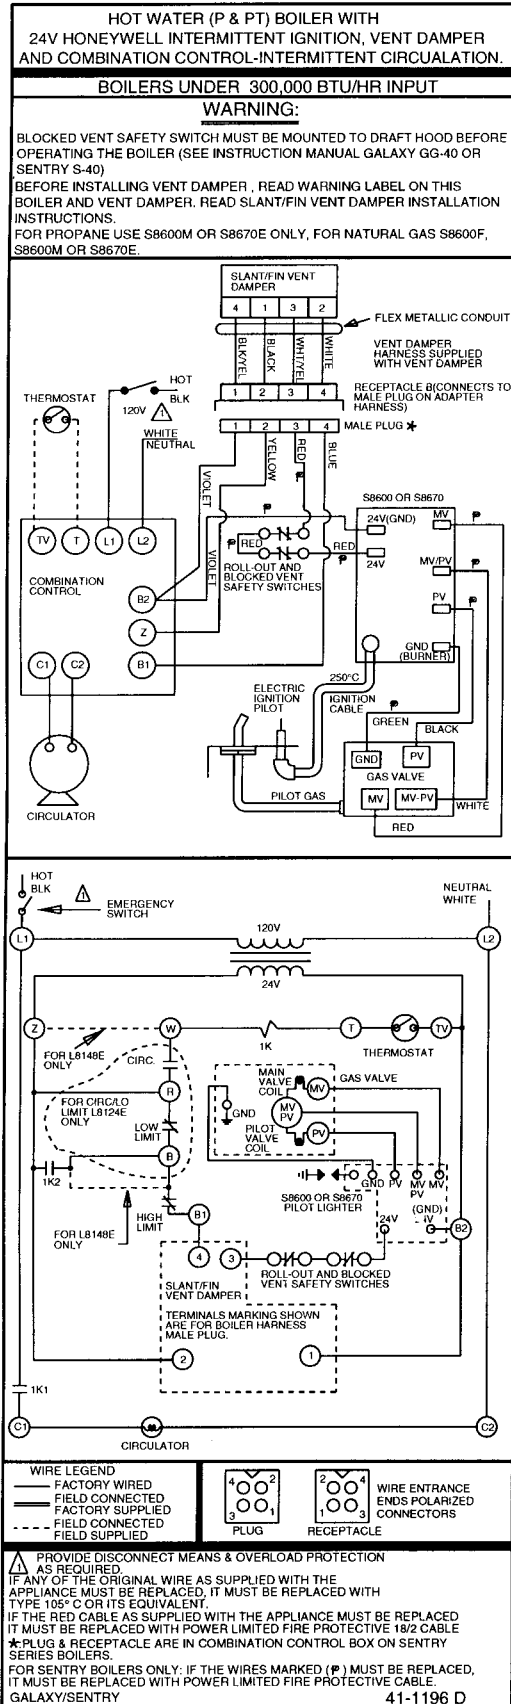 HOT WATER (P & PT) BOILER WITH
24V HONEYWELL INTERMITTENT IGNITION, VENT DAMPER
AND COMBINATION CONTROL-INTERMITTENT CIRCUALATION.
BOILERS UNDER 300,000 BTU/HR INPUT
WARNING:
BLOCKED VENT SAFETY SWITCH MUST BE MOUNTED TO DRAFT HOOD BEFORE
OPERATING THE BOILER (SEE INSTRUCTION MANUAL GALAXY GG-40 OR
SENTRY S-40)
BEFORE INSTALLING VENT DAMPER , READ WARNING LABEL ON THIS
BOILER AND VENT DAMPER. READ SLANT/FIN VENT DAMPER INSTALLATION
INSTRUCTIONS.
FOR PROPANE USE S8600M OR S8670E ONLY, FOR NATURAL GAS S8600F,
S8600M OR S8670E.
SLANT/FIN VENT
DAMPER
4 1 3 2
FLEX METALLIC CONDUIT
BLK/YEL
BLACK
WHT/YEL
WHITE
VENT DAMPER
HARNESS SUPPLIED
WITH VENT DAMPER
1 2 3 4
RECEPTACLE B(CONNECTS TO
MALE PLUG ON ADAPTER
HARNESS)
1 2 3 4
MALE PLUG *
HOT
BLK
120V
1
THERMOSTAT
WHITE
NEUTRAL
VIOLET
YELLOW
RED
BLUE
P
S8600 OR S8670
TV T L1 L2
COMBINATION
CONTROL
B2
Z
B1
C1 C2
VIOLET
P
P
RED
RED
P
ROLL-OUT AND
BLOCKED VENT
SAFETY SWITCHES
24V(GND)
24V
MV
P
MV/PV
P
PV
P
GND
(BURNER)
250°C
IGNITION
CABLE
ELECTRIC
IGNITION
PILOT
P
GREEN
BLACK
GND
PV
GAS VALVE
MV
MV-PV
WHITE
PILOT GAS
RED
CIRCULATOR
HOT
BLK
1
EMERGENCY
SWITCH
NEUTRAL
WHITE
L1
120V
L2
24V
Z
W
1K
T
TV
THERMOSTAT
FOR L8148E
ONLY
CIRC.
R
FOR CIRC/LO
LIMIT L8124E
ONLY
LOW
LIMIT
B
1K2
HIGH
LIMIT
B1
FOR L8148E
ONLY
MAIN
VALVE
COIL
MV
GAS VALVE
GND
MV
PV
PILOT
VALVE
COIL
PV
GND PV MV
PV MV
S8600 OR S8670
PILOT LIGHTER
24V
(GND)
B2
4
3
ROLL-OUT AND BLOCKED
VENT SAFETY SWITCHES
SLANT/FIN
VENT DAMPER
TERMINALS MARKING SHOWN
ARE FOR BOILER HARNESS
MALE PLUG.
2
1
1K1
C1
C2
CIRCULATOR
WIRE LEGEND
FACTORY WIRED
FIELD CONNECTED
FACTORY SUPPLIED
FIELD CONNECTED
FIELD SUPPLIED
4 2
3 1
PLUG
2 4
1 3
RECEPTACLE
WIRE ENTRANCE
ENDS POLARIZED
CONNECTORS
1 PROVIDE DISCONNECT MEANS & OVERLOAD PROTECTION
AS REQUIRED.
IF ANY OF THE ORIGINAL WIRE AS SUPPLIED WITH THE
APPLIANCE MUST BE REPLACED, IT MUST BE REPLACED WITH
TYPE 105° C OR ITS EQUIVALENT.
IF THE RED CABLE AS SUPPLIED WITH THE APPLIANCE MUST BE REPLACED
IT MUST BE REPLACED WITH POWER LIMITED FIRE PROTECTIVE 18/2 CABLE
*PLUG & RECEPTACLE ARE IN COMBINATION CONTROL BOX ON SENTRY
SERIES BOILERS.
FOR SENTRY BOILERS ONLY: IF THE WIRES MARKED (P) MUST BE REPLACED,
IT MUST BE REPLACED WITH POWER LIMITED FIRE PROTECTIVE CABLE.
GALAXY/SENTRY
41-1196 D